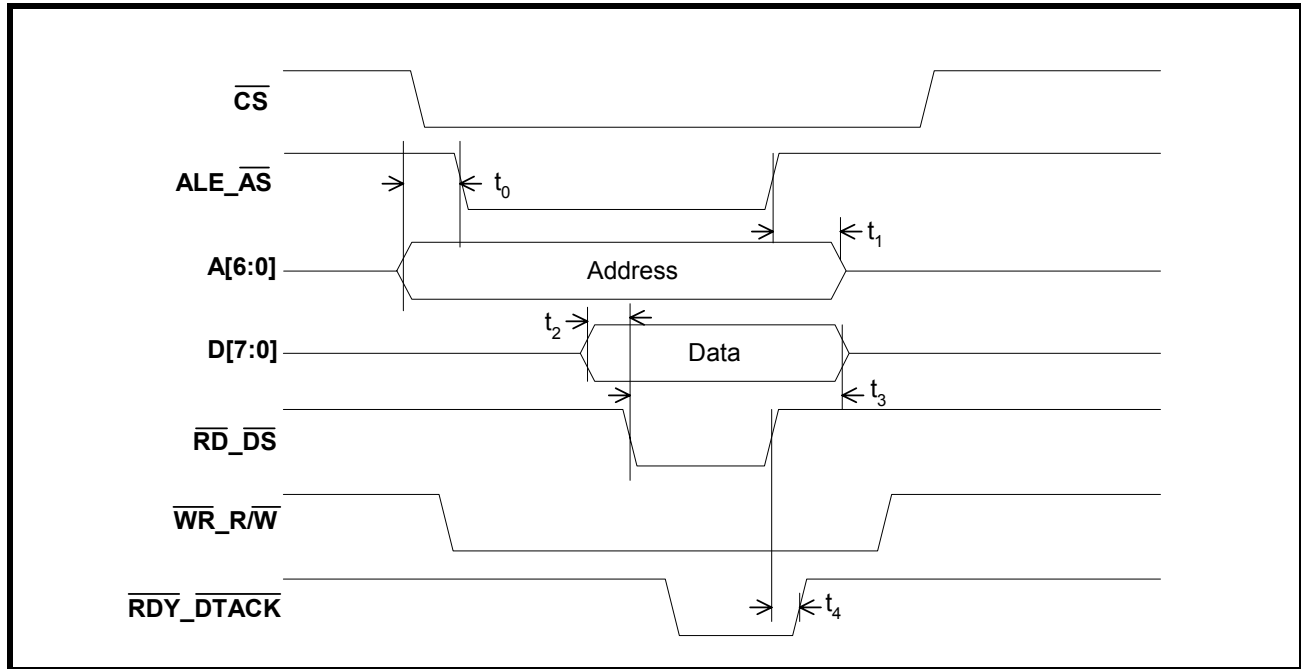 CS
ALE_AS
t0
A[6:0]
Address
t1
D[7:0]
t2
Data
t3
RD_DS
WR_R/W
RDY_DTACK
t4